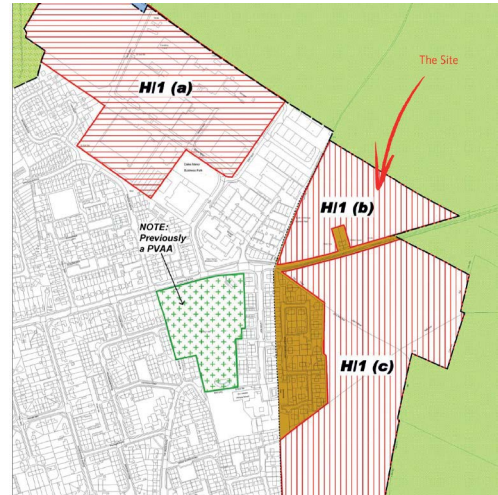 The Site
H/1 (a)
H/1 (b)
NOTE:
Previously
a PVAA
H/1 (c)